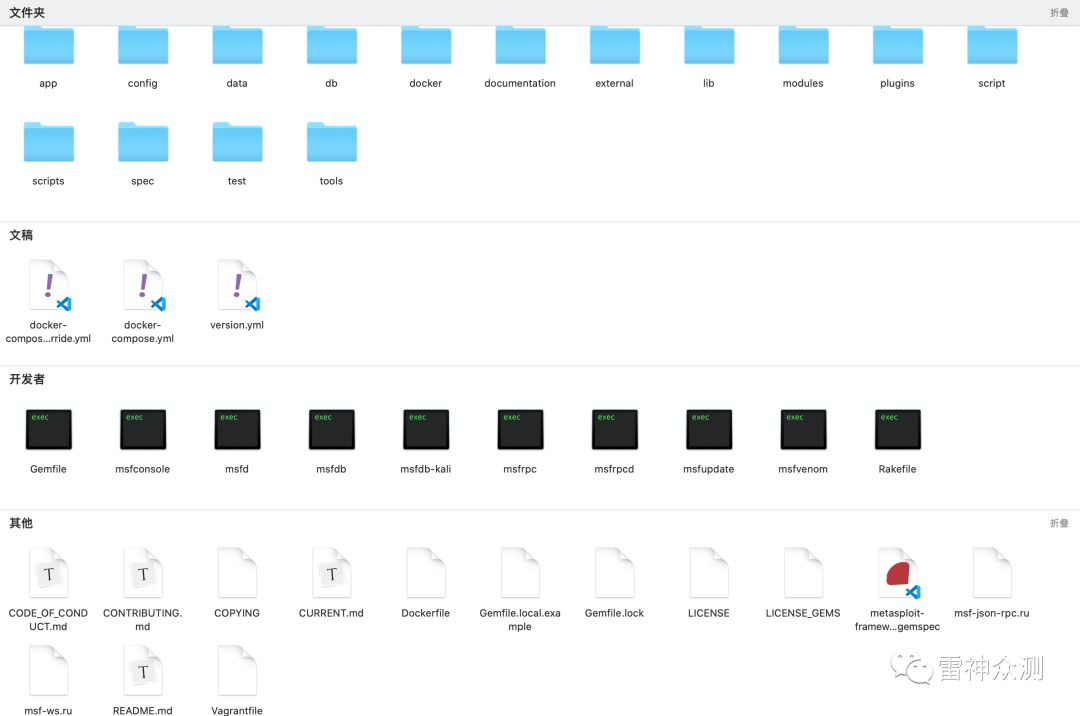 文件夹 折叠
app config data db docker documentation external lib modules plugins script
scripts spec test tools
文稿
docker- docker- version.yml
compos...rride.yml compose.yml
开发者
exec exec exec exec exec exec exec exec exec exec
Gemfile msfconsole msfd msfdb msfdb-kali msfrpc msfrpcd msfupdate msfvenom Rakefile
其他 折叠
T T T
CODE_OF_COND CONTRIBUTING. COPYING CURRENT.md Dockerfile Gemfile.local.exa Gemfile.lock LICENSE LICENSE_GEMS metasploit- msf-json-rpc.ru
UCT.md md mple framew...gemspec
T
雷神众测
msf-ws.ru README.md Vagrantfile